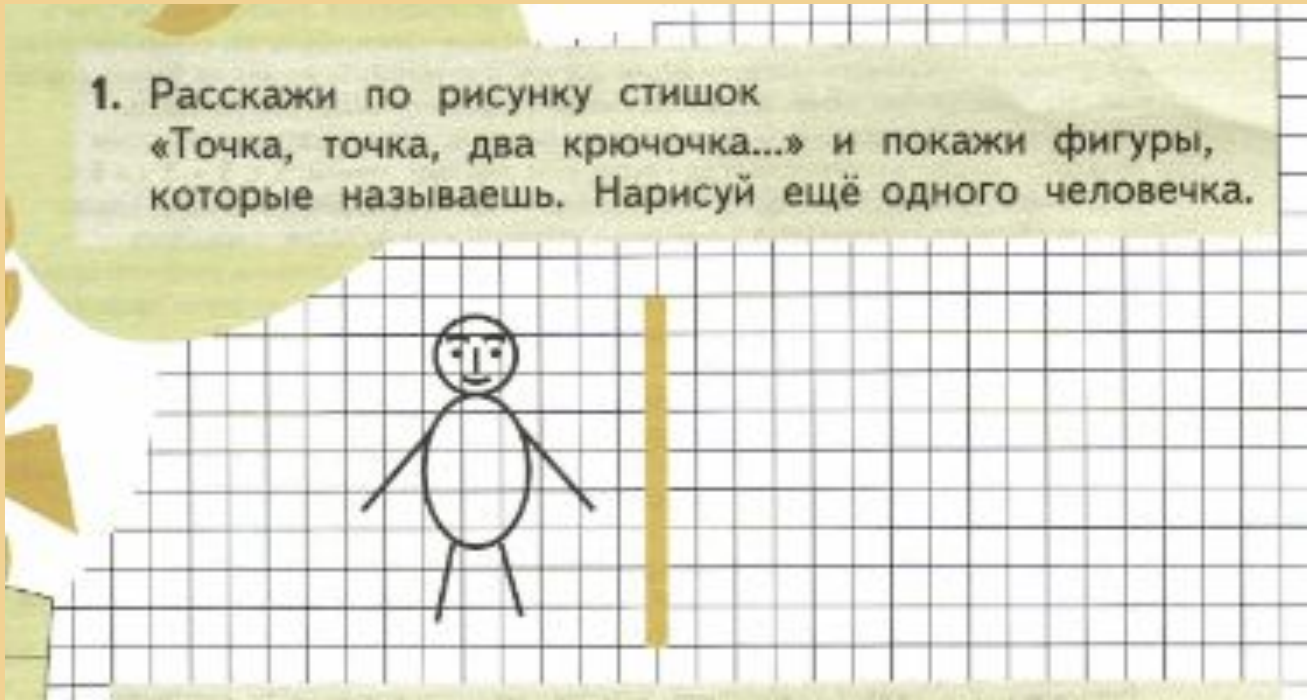 1. Расскажи по рисунку стишок
«Точка, точка, два крючочка...» и покажи фигуры,
которые называешь. Нарисуй ещё одного человечка.